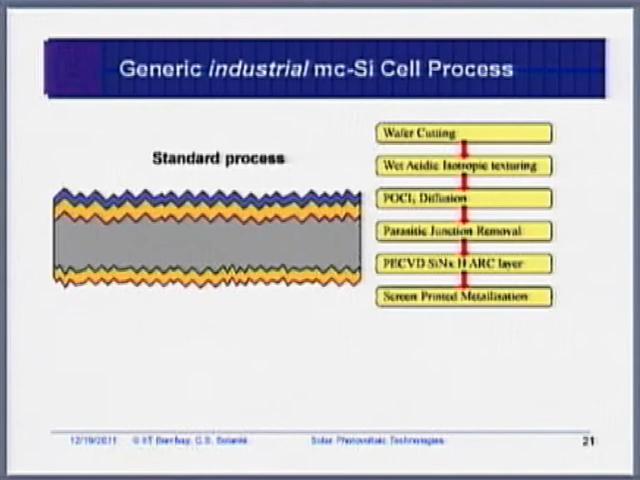 Generic industrial mc-Si Cell Process
Standard process
Wafer Cutting
Wet Acidic Isotropic texturing
POCl3 Diffusion
Parasitic Junction Removal
PECVD SiNx:H ARC layer
Screen Printed Metallisation
12/19/2011 © IIT Bombay, C.S. Solanki Solar Photovoltaic Technologies 21